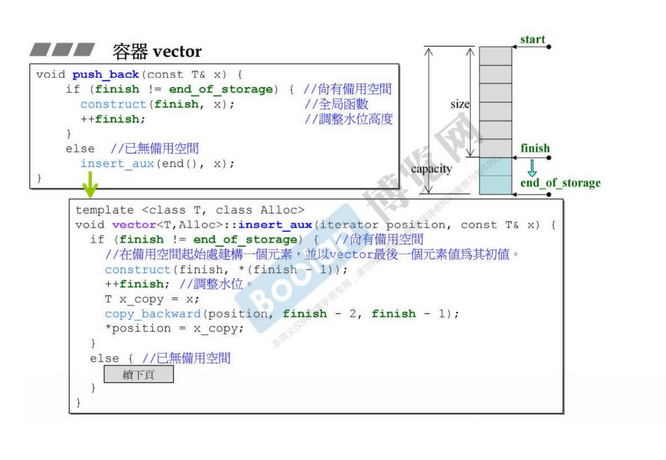 容器 vector
void push_back(const T& x) {
if (finish != end_of_storage) { //尚有備用空間
construct(finish, x); //全局函數
++finish; //調整水位高度
}
else //已無備用空間
insert_aux(end(), x);
}
start
size
finish
capacity
end_of_storage
template <class T, class Alloc>
void vector<T,Alloc>::insert_aux(iterator position, const T& x) {
if (finish != end_of_storage) { //尚有備用空間
//在備用空間起始處建構一個元素，並以vector最後一個元素值為其初值。
construct(finish, *(finish - 1));
++finish; //調整水位。
T x_copy = x;
copy_backward(position, finish - 2, finish - 1);
*position = x_copy;
}
else { //已無備用空間
續下頁
}
}
Boolan
博览网